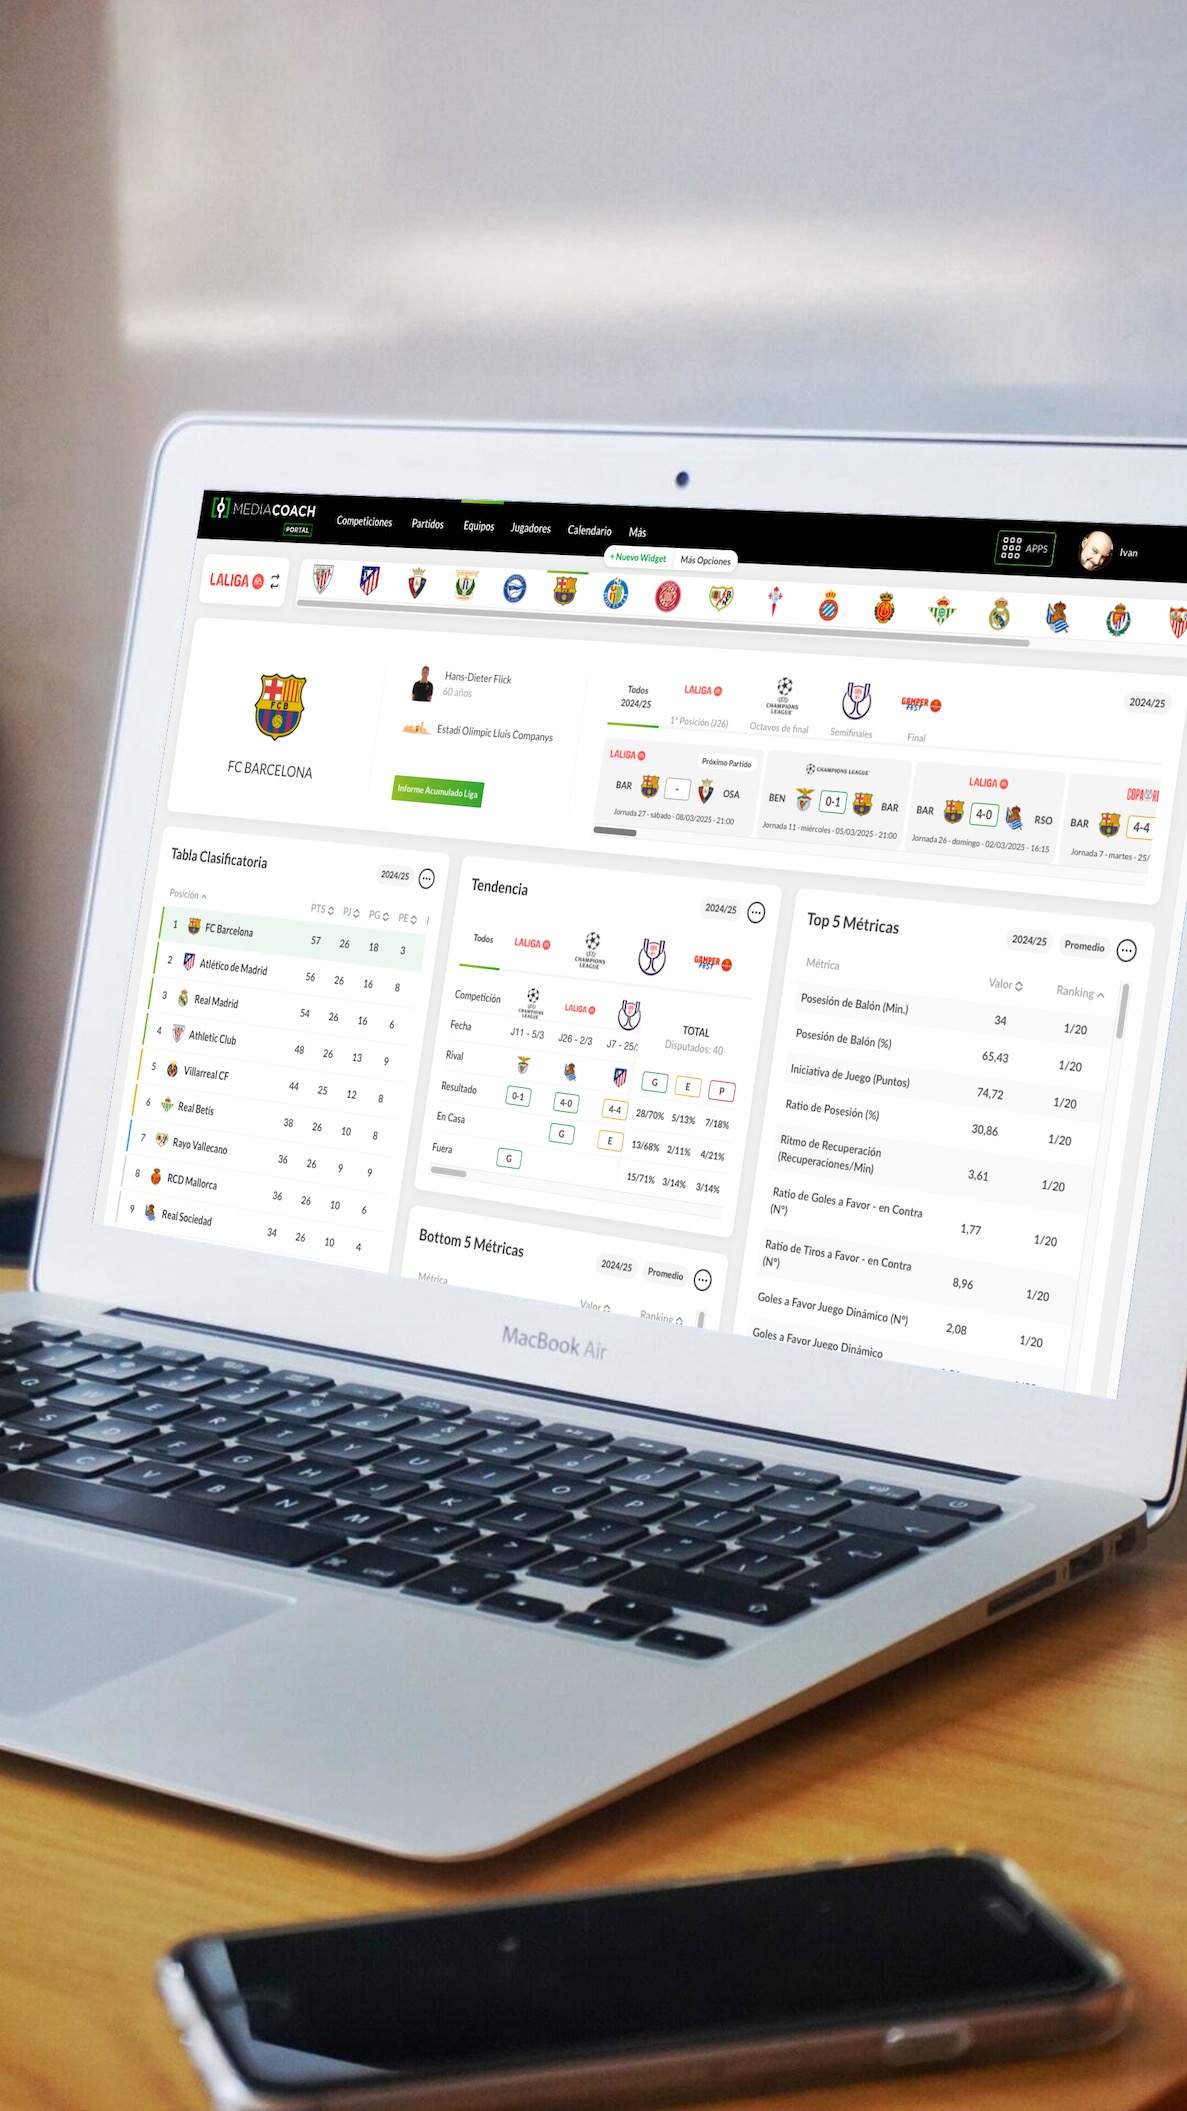 MEDIACOACH
PORTAL
Competiciones Partidos Equipos Jugadores Calendario Más
APPS
Ivan
+ Nuevo Widget Más Opciones
LALIGA
FC BARCELONA
Hans-Dieter Flick
60 años
Estadi Olímpic Lluis Companys
Informe Acumulado Liga
2024/25
Todos
2024/25
LALIGA
1ª Posición (J26)
CHAMPIONS
LEAGUE
Octavos de final
Semifinales
GAMPER
FEST
Final
LALIGA
Próximo Partido
BAR - OSA
Jornada 27 - sábado - 08/03/2025 - 21:00
CHAMPIONS LEAGUE
BEN 0-1 BAR
Jornada 11 - miércoles - 05/03/2025 - 21:00
LALIGA
BAR 4-0 RSO
Jornada 26 - domingo - 02/03/2025 - 16:15
BAR 4-4
Jornada 7 - martes - 25/
Tabla Clasificatoria
2024/25
Posición PTS PJ PG PE
1 FC Barcelona 57 26 18 3
2 Atlético de Madrid 56 26 16 8
3 Real Madrid 54 26 16 6
4 Athletic Club 48 26 13 9
5 Villarreal CF 44 25 12 8
6 Real Betis 38 26 10 8
7 Rayo Vallecano 36 26 9 9
8 RCD Mallorca 36 26 10 6
9 Real Sociedad 34 26 10 4
Tendencia
2024/25
Todos
LALIGA
CHAMPIONS
LEAGUE
GAMPER
FEST
Competición
CHAMPIONS
LEAGUE
LALIGA
Fecha J11 - 5/3 J26 - 2/3 J7 - 25/
TOTAL
Disputados: 40
Rival
G E P
Resultado 0-1 4-0 4-4 28/70% 5/13% 7/18%
En Casa G E 13/68% 2/11% 4/21%
Fuera G 15/71% 3/14% 3/14%
Bottom 5 Métricas
2024/25 Promedio
Métrica Valor Ranking
Top 5 Métricas
2024/25 Promedio
Métrica Valor Ranking
Posesión de Balón (Min.) 34 1/20
Posesión de Balón (%) 65,43 1/20
Iniciativa de Juego (Puntos) 74,72 1/20
Ratio de Posesión (%) 30,86 1/20
Ritmo de Recuperación
(Recuperaciones/Min) 3,61 1/20
Ratio de Goles a Favor - en Contra
(Nº) 1,77 1/20
Ratio de Tiros a Favor - en Contra
(Nº) 8,96 1/20
Goles a Favor Juego Dinámico (Nº) 2,08 1/20
Goles a Favor Juego Dinámico
MacBook Air